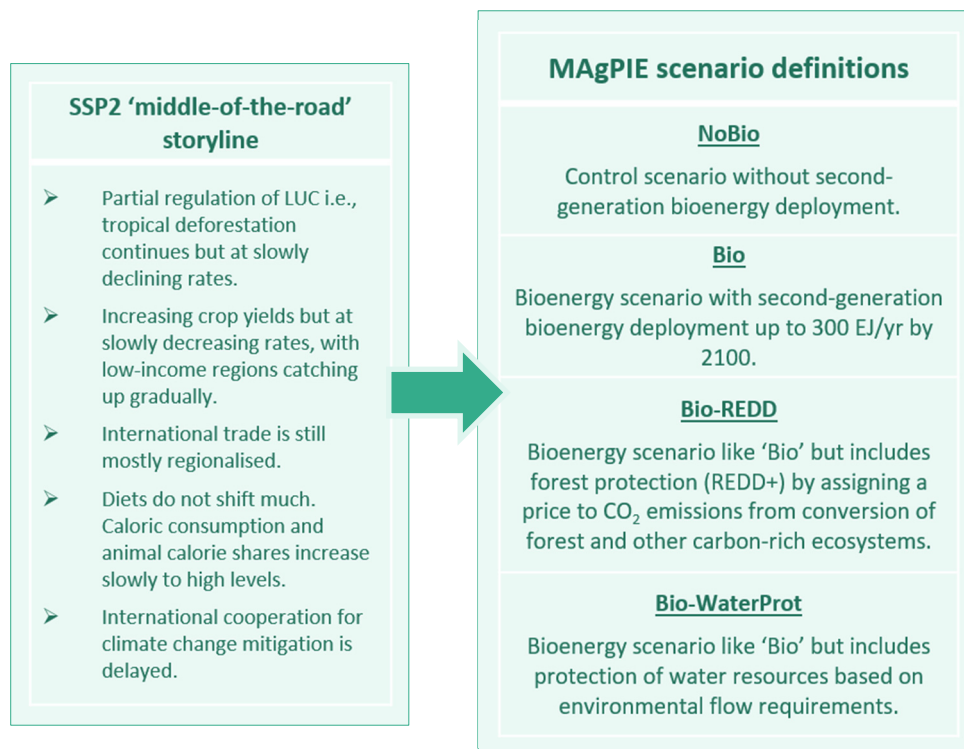 SSP2 ‘middle-of-the-road’
storyline
➢ Partial regulation of LUC i.e.,
tropical deforestation
continues but at slowly
declining rates.
➢ Increasing crop yields but at
slowly decreasing rates, with
low-income regions catching
up gradually.
➢ International trade is still
mostly regionalised.
➢ Diets do not shift much.
Caloric consumption and
animal calorie shares increase
slowly to high levels.
➢ International cooperation for
climate change mitigation is
delayed.
MAgPIE scenario definitions
NoBio
Control scenario without second-
generation bioenergy deployment.
Bio
Bioenergy scenario with second-generation
bioenergy deployment up to 300 EJ/yr by
2100.
Bio-REDD
Bioenergy scenario like ‘Bio’ but includes
forest protection (REDD+) by assigning a
price to CO₂ emissions from conversion of
forest and other carbon-rich ecosystems.
Bio-WaterProt
Bioenergy scenario like ‘Bio’ but includes
protection of water resources based on
environmental flow requirements.